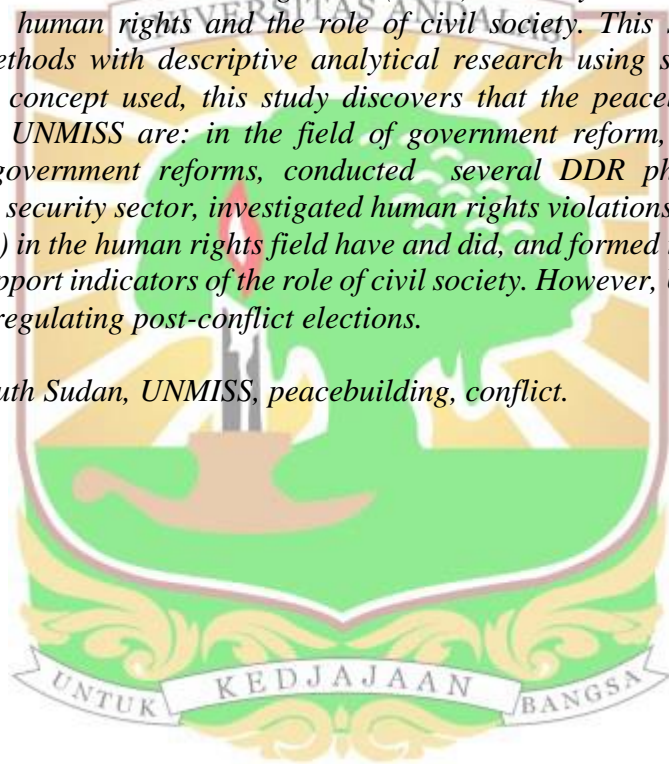 human rights and the role of civil society. This
UNIVERSITAS ANDALAS
ethods with descriptive analytical research using
concept used, this study discovers that the
UNMISS are: in the field of government reform,
government reforms, conducted several DDR
security sector, investigated human rights violations
) in the human rights field have and did, and formed
pport indicators of the role of civil society. However,
regulating post-conflict elections.
uth Sudan, UNMISS, peacebuilding, conflict.
UNTUK KEDJAJAAN BANGSA